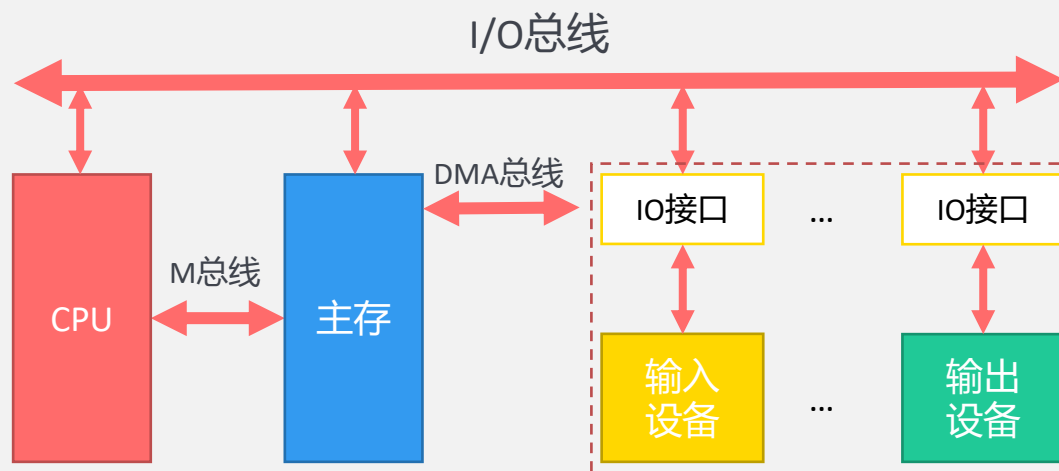 I/O总线
DMA总线
IO接口
...
IO接口
M总线
CPU
主存
输入
设备
...
输出
设备